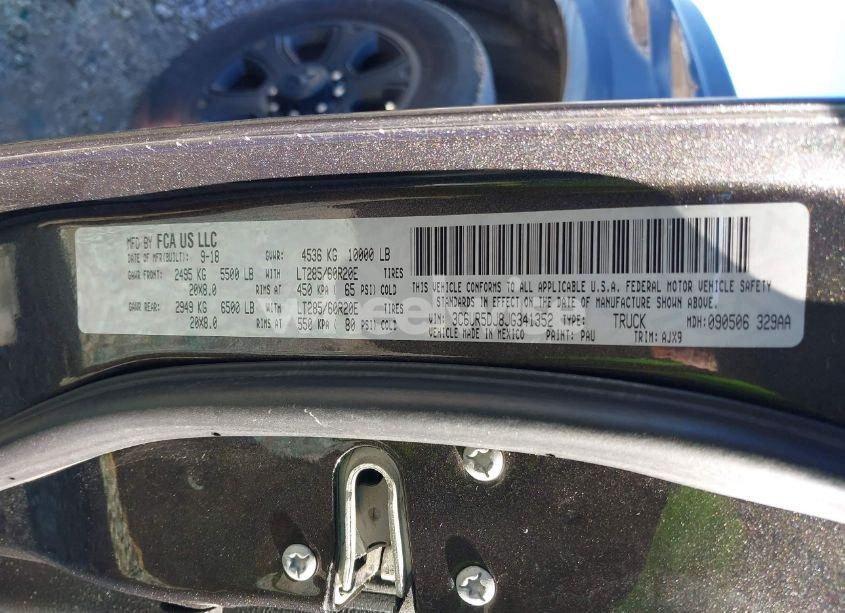 MFD BY FCA US LLC
DATE OF MFR(BUILT): 9-18 GVWR: 4536 KG 10000 LB
GAWR FRONT: 2495 KG 5500 LB WITH LT285/60R20E TIRES
20X8.0 RIMS AT 450 KPA( 65 PSI) COLD
GAWR REAR: 2949 KG 6500 LB WITH LT285/60R20E TIRES
20X8.0 RIMS AT 550 KPA( 80 PSI) COLD
THIS VEHICLE CONFORMS TO ALL APPLICABLE U.S.A. FEDERAL MOTOR VEHICLE SAFETY
STANDARDS IN EFFECT ON THE DATE OF MANUFACTURE SHOWN ABOVE.
VIN: 3C6UR5DJ8JG341352 TYPE: TRUCK MDH:090506 329AA
VEHICLE MADE IN MEXICO PAINT: PAU TRIM: AJX9